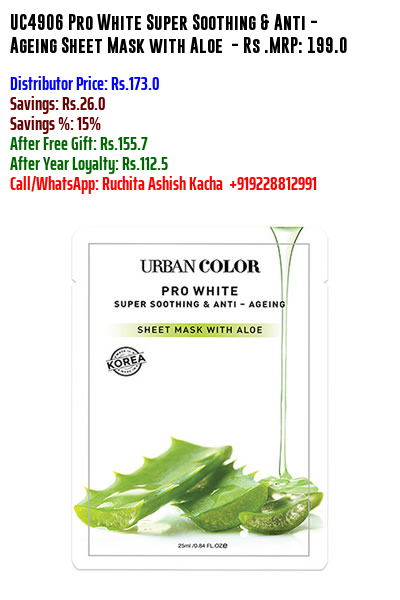 UC4906 Pro White Super Soothing & Anti -
Ageing Sheet Mask with Aloe - Rs .MRP: 199.0
Distributor Price: Rs.173.0
Savings: Rs.26.0
Savings %: 15%
After Free Gift: Rs.155.7
After Year Loyalty: Rs.112.5
Call/WhatsApp: Ruchita Ashish Kacha +919228812991
URBAN COLOR
PRO WHITE
SUPER SOOTHING & ANTI - AGEING
SHEET MASK WITH ALOE
KOREA
25ml /0.84 FL.OZ℮